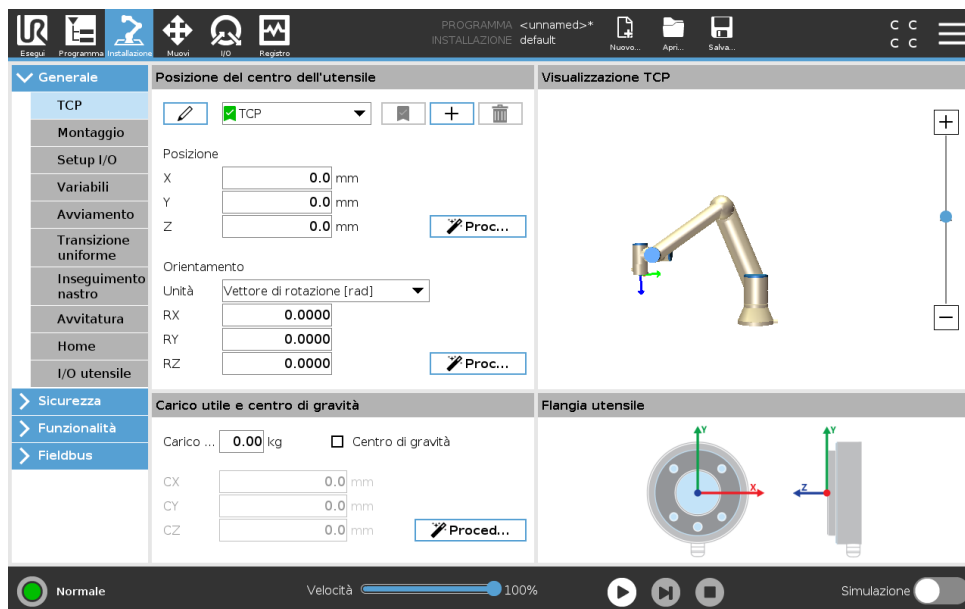 UR
PROGRAMMA <unnamed>*
INSTALLAZIONE default
Esegui Programma Installazione Muovi I/O Registro Nuovo... Apri... Salva...
C C
C C
Generale
TCP
Montaggio
Setup I/O
Variabili
Avviamento
Transizione
uniforme
Inseguimento
nastro
Avvitatura
Home
I/O utensile
Sicurezza
Funzionalità
Fieldbus
Posizione del centro dell'utensile
TCP
+
Posizione
X 0.0 mm
Y 0.0 mm
Z 0.0 mm
Proc...
Orientamento
Unità Vettore di rotazione [rad]
RX 0.0000
RY 0.0000
RZ 0.0000
Proc...
Carico utile e centro di gravità
Carico ... 0.00 kg Centro di gravità
CX 0.0 mm
CY 0.0 mm
CZ 0.0 mm
Proced...
Visualizzazione TCP
+
−
Flangia utensile
Y
X
Y
Z
Normale
Velocità 100%
Simulazione